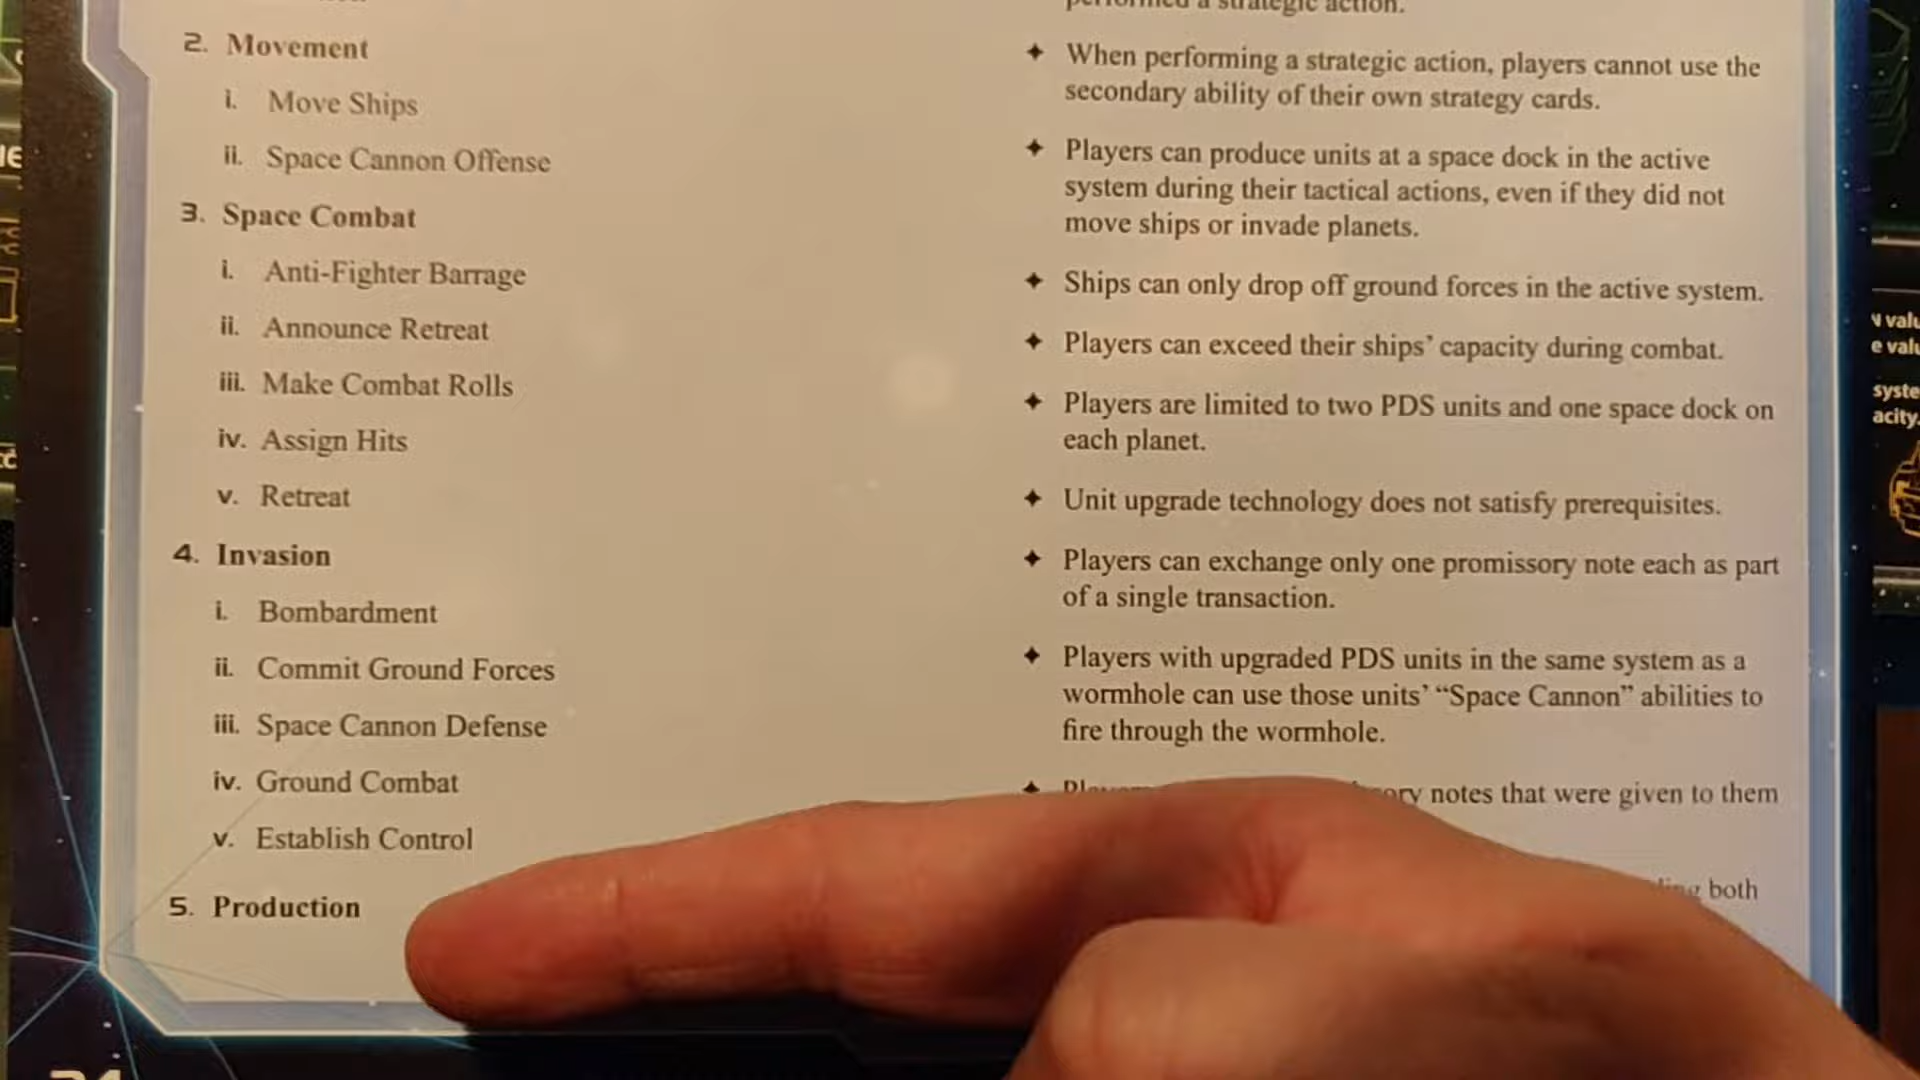 performed a strategic action.
2. Movement
i. Move Ships
ii. Space Cannon Offense
3. Space Combat
i. Anti-Fighter Barrage
ii. Announce Retreat
iii. Make Combat Rolls
iv. Assign Hits
v. Retreat
4. Invasion
i. Bombardment
ii. Commit Ground Forces
iii. Space Cannon Defense
iv. Ground Combat
v. Establish Control
5. Production
✦ When performing a strategic action, players cannot use the
secondary ability of their own strategy cards.
✦ Players can produce units at a space dock in the active
system during their tactical actions, even if they did not
move ships or invade planets.
✦ Ships can only drop off ground forces in the active system.
✦ Players can exceed their ships’ capacity during combat.
✦ Players are limited to two PDS units and one space dock on
each planet.
✦ Unit upgrade technology does not satisfy prerequisites.
✦ Players can exchange only one promissory note each as part
of a single transaction.
✦ Players with upgraded PDS units in the same system as a
wormhole can use those units’ “Space Cannon” abilities to
fire through the wormhole.
notes that were given to them
both